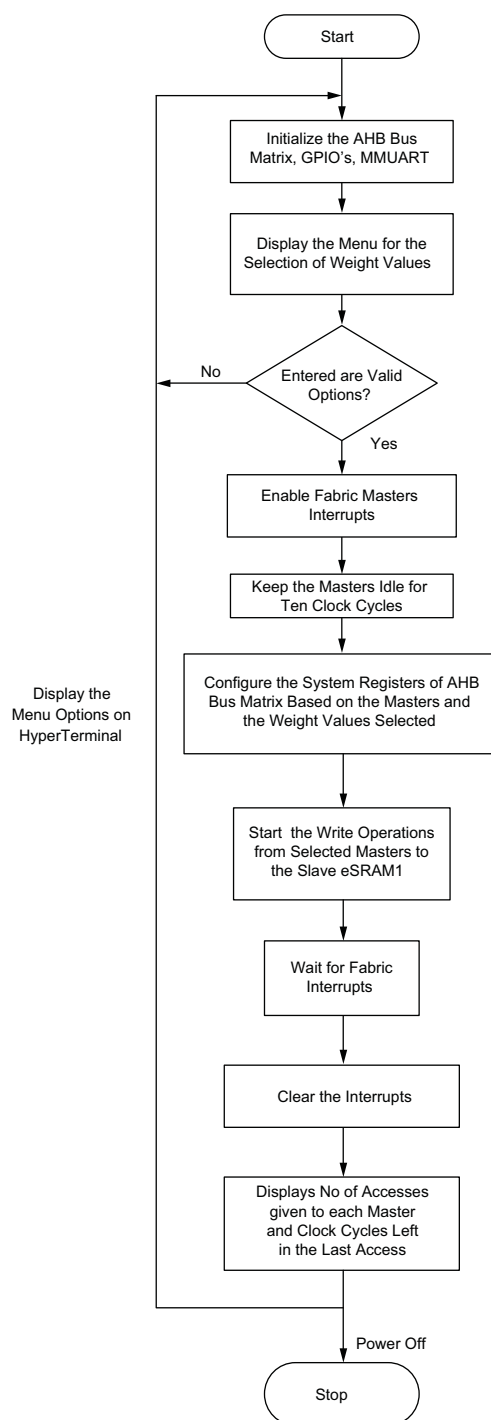 Start
Initialize the AHB Bus
Matrix, GPIO's, MMUART
Display the Menu for the
Selection of Weight Values
No
Entered are Valid
Options?
Yes
Enable Fabric Masters
Interrupts
Keep the Masters Idle for
Ten Clock Cycles
Display the
Menu Options on
HyperTerminal
Configure the System Registers of AHB
Bus Matrix Based on the Masters and
the Weight Values Selected
Start the Write Operations
from Selected Masters to
the Slave eSRAM1
Wait for Fabric
Interrupts
Clear the Interrupts
Displays No of Accesses
given to each Master
and Clock Cycles Left
in the Last Access
Power Off
Stop